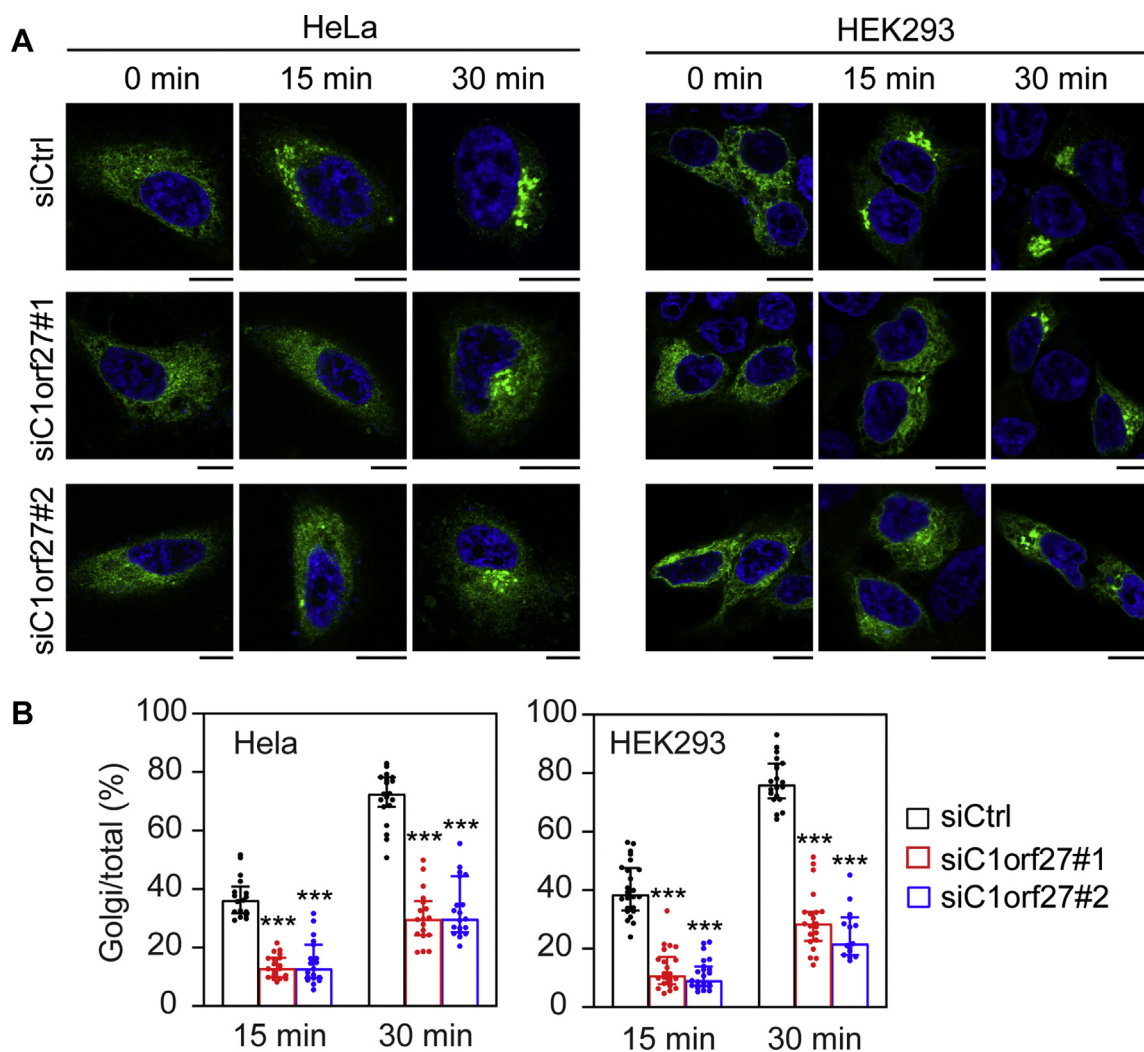 A
HeLa
HEK293
0 min 15 min 30 min
0 min 15 min 30 min
siCtrl
siC1orf27#1
siC1orf27#2
B
Golgi/total (%)
100
80
60
40
20
0
Hela
***
***
***
***
15 min 30 min
100
80
60
40
20
0
HEK293
***
***
***
***
15 min 30 min
siCtrl
siC1orf27#1
siC1orf27#2